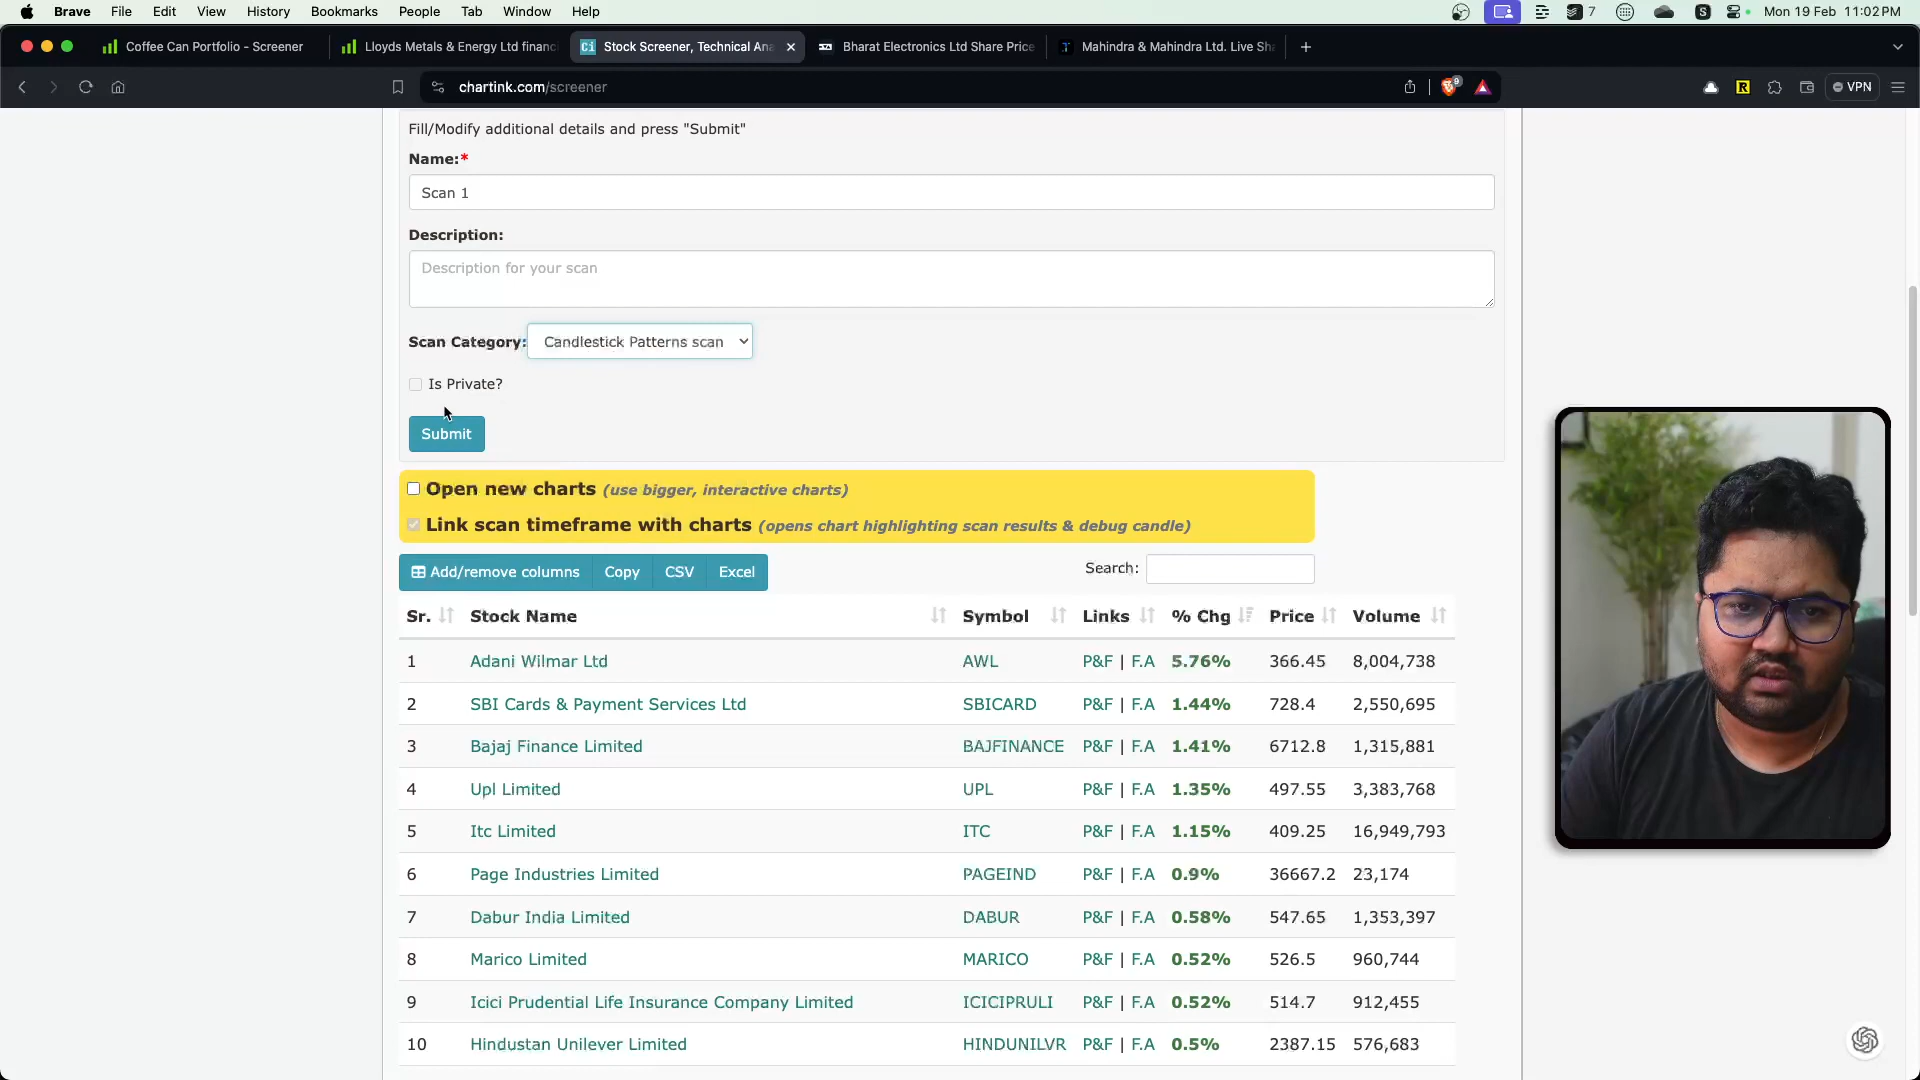 Brave File Edit View History Bookmarks People Tab Window Help 7 S Mon 19 Feb 11:02 PM
Coffee Can Portfolio - Screener Lloyds Metals & Energy Ltd financ Ci Stock Screener, Technical Ana Bharat Electronics Ltd Share Price Mahindra & Mahindra Ltd. Live Sha
chartink.com/screener 9 R VPN
Fill/Modify additional details and press "Submit"
Name:*
Scan 1
Description:
Description for your scan
Scan Category: Candlestick Patterns scan
Is Private?
Submit
Open new charts (use bigger, interactive charts)
Link scan timeframe with charts (opens chart highlighting scan results & debug candle)
Add/remove columns Copy CSV Excel Search:
Sr. Stock Name Symbol Links % Chg Price Volume
1 Adani Wilmar Ltd AWL P&F | F.A 5.76% 366.45 8,004,738
2 SBI Cards & Payment Services Ltd SBICARD P&F | F.A 1.44% 728.4 2,550,695
3 Bajaj Finance Limited BAJFINANCE P&F | F.A 1.41% 6712.8 1,315,881
4 Upl Limited UPL P&F | F.A 1.35% 497.55 3,383,768
5 Itc Limited ITC P&F | F.A 1.15% 409.25 16,949,793
6 Page Industries Limited PAGEIND P&F | F.A 0.9% 36667.2 23,174
7 Dabur India Limited DABUR P&F | F.A 0.58% 547.65 1,353,397
8 Marico Limited MARICO P&F | F.A 0.52% 526.5 960,744
9 Icici Prudential Life Insurance Company Limited ICICIPRULI P&F | F.A 0.52% 514.7 912,455
10 Hindustan Unilever Limited HINDUNILVR P&F | F.A 0.5% 2387.15 576,683